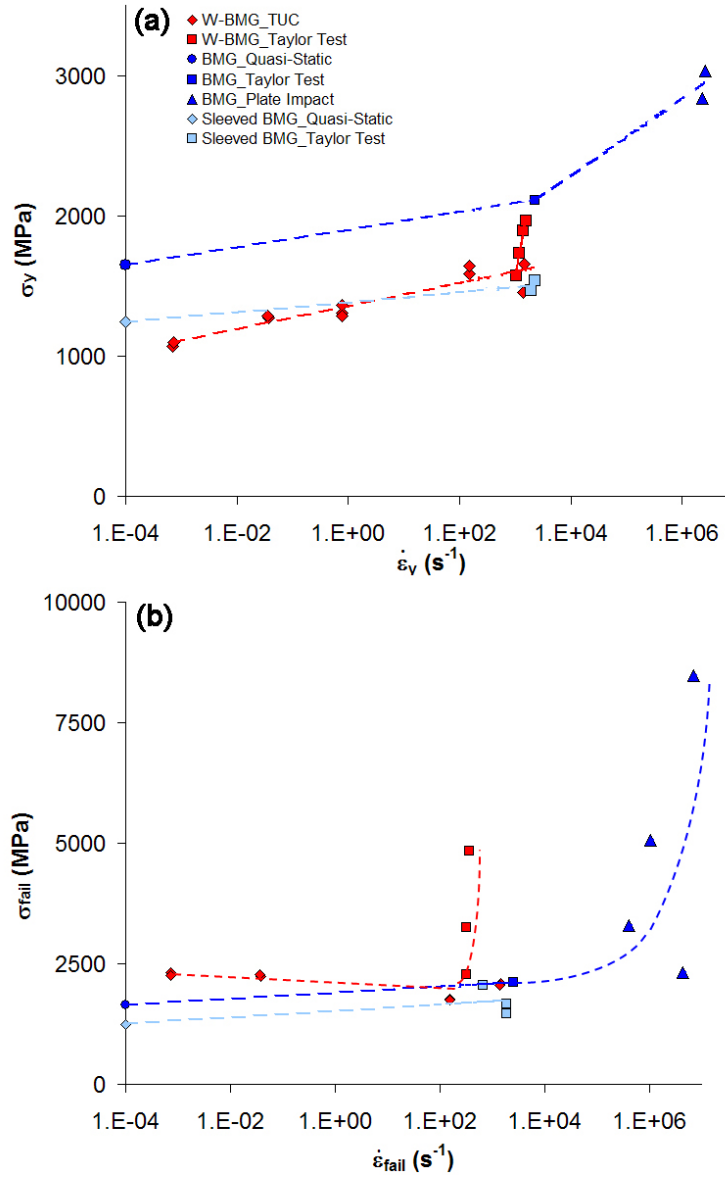 (a)
W-BMG_TUC
W-BMG_Taylor Test
BMG_Quasi-Static
BMG_Taylor Test
BMG_Plate Impact
Sleeved BMG_Quasi-Static
Sleeved BMG_Taylor Test
σy (MPa)
3000
2000
1000
0
1.E-04 1.E-02 1.E+00 1.E+02 1.E+04 1.E+06
ε̇y (s⁻¹)
(b)
σfail (MPa)
10000
7500
5000
2500
0
1.E-04 1.E-02 1.E+00 1.E+02 1.E+04 1.E+06
ε̇fail (s⁻¹)